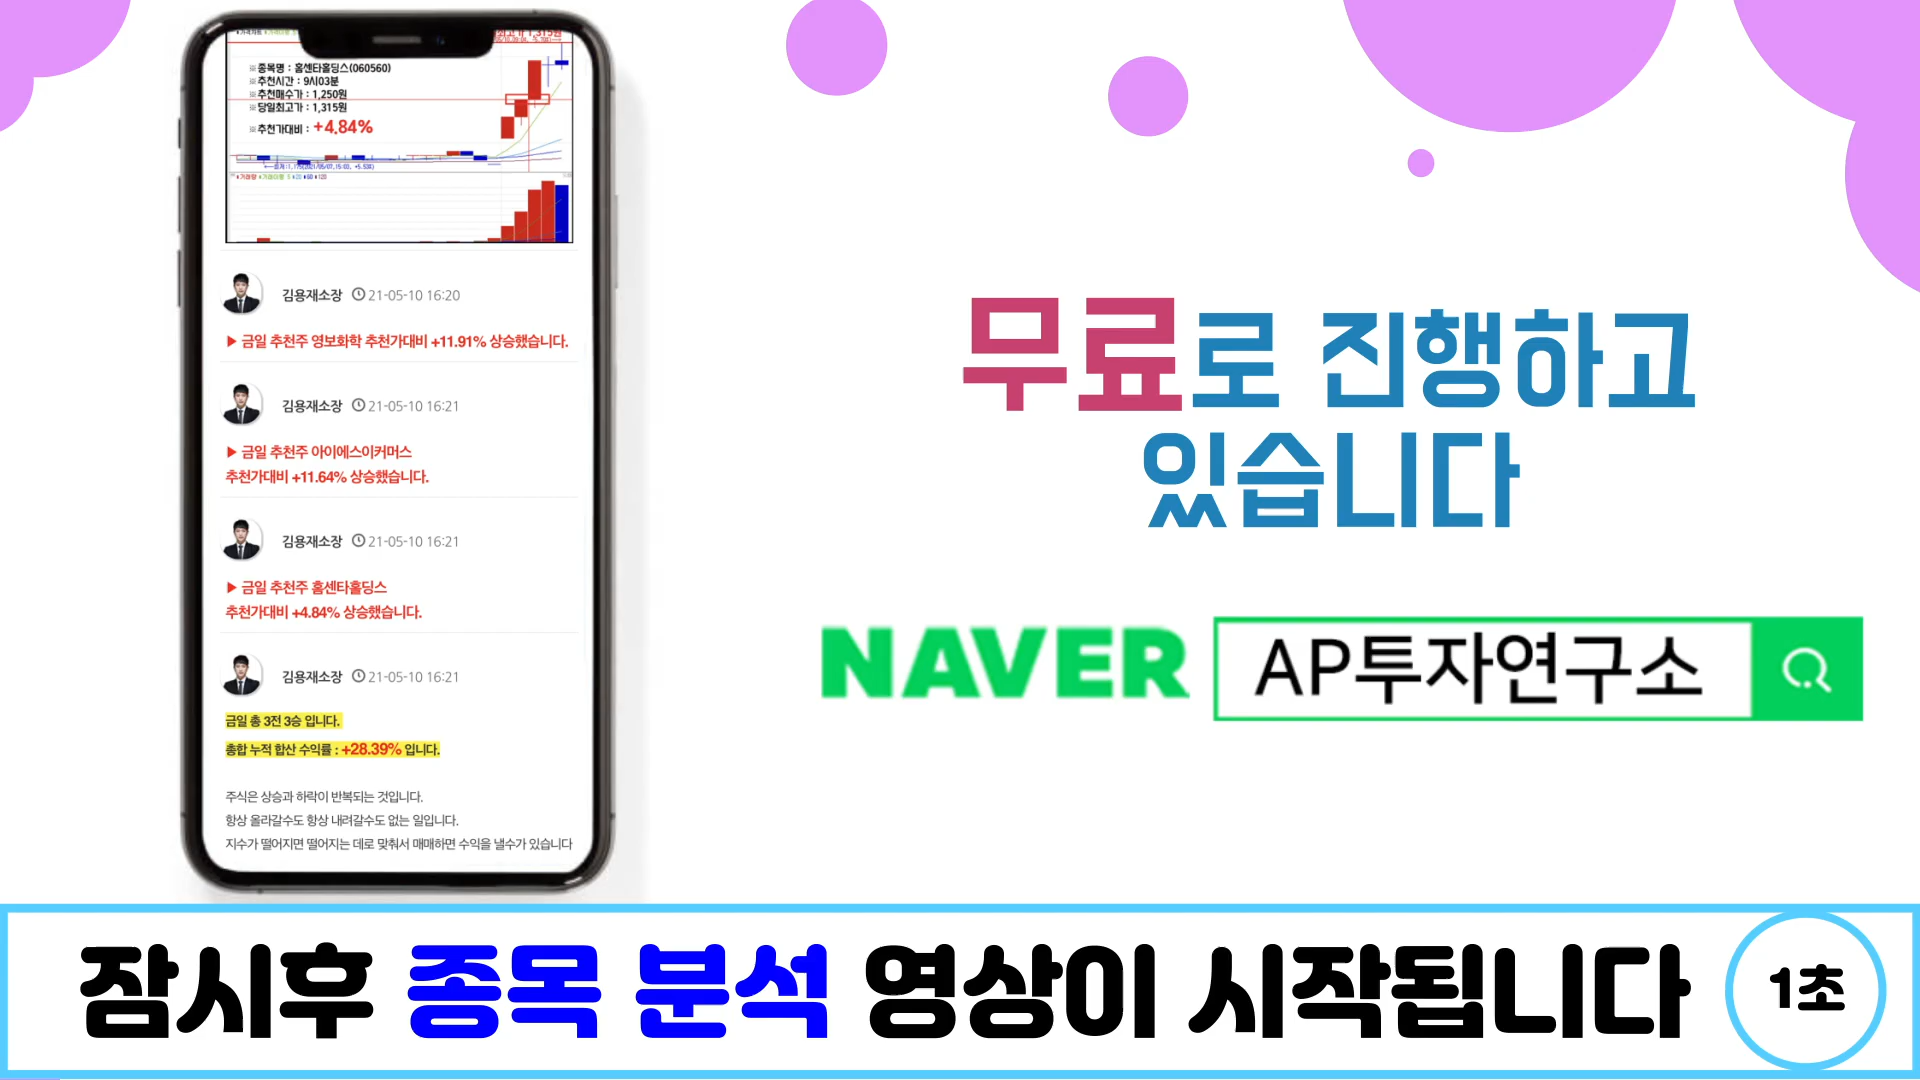 ※종목명 : 홈센타홀딩스(060560)
※추천시간 : 9시03분
※추천매수가 : 1,250원
※당일최고가 : 1,315원
※추천가대비 : +4.84%
김용재소장 21-05-10 16:20
▶ 금일 추천주 영보화학 추천가대비 +11.91% 상승했습니다.
김용재소장 21-05-10 16:21
▶ 금일 추천주 아이에스이커머스
추천가대비 +11.64% 상승했습니다.
김용재소장 21-05-10 16:21
▶ 금일 추천주 홈센타홀딩스
추천가대비 +4.84% 상승했습니다.
김용재소장 21-05-10 16:21
금일 총 3전 3승 입니다.
총합 누적 합산 수익률 : +28.39% 입니다.
주식은 상승과 하락이 반복되는 것입니다.
항상 올라갈수도 항상 내려갈수도 없는 일입니다.
지수가 떨어지면 떨어지는 데로 맞춰서 매매하면 수익을 낼수가 있습니다
무료로 진행하고
있습니다
NAVER AP투자연구소
잠시후 종목 분석 영상이 시작됩니다 1초